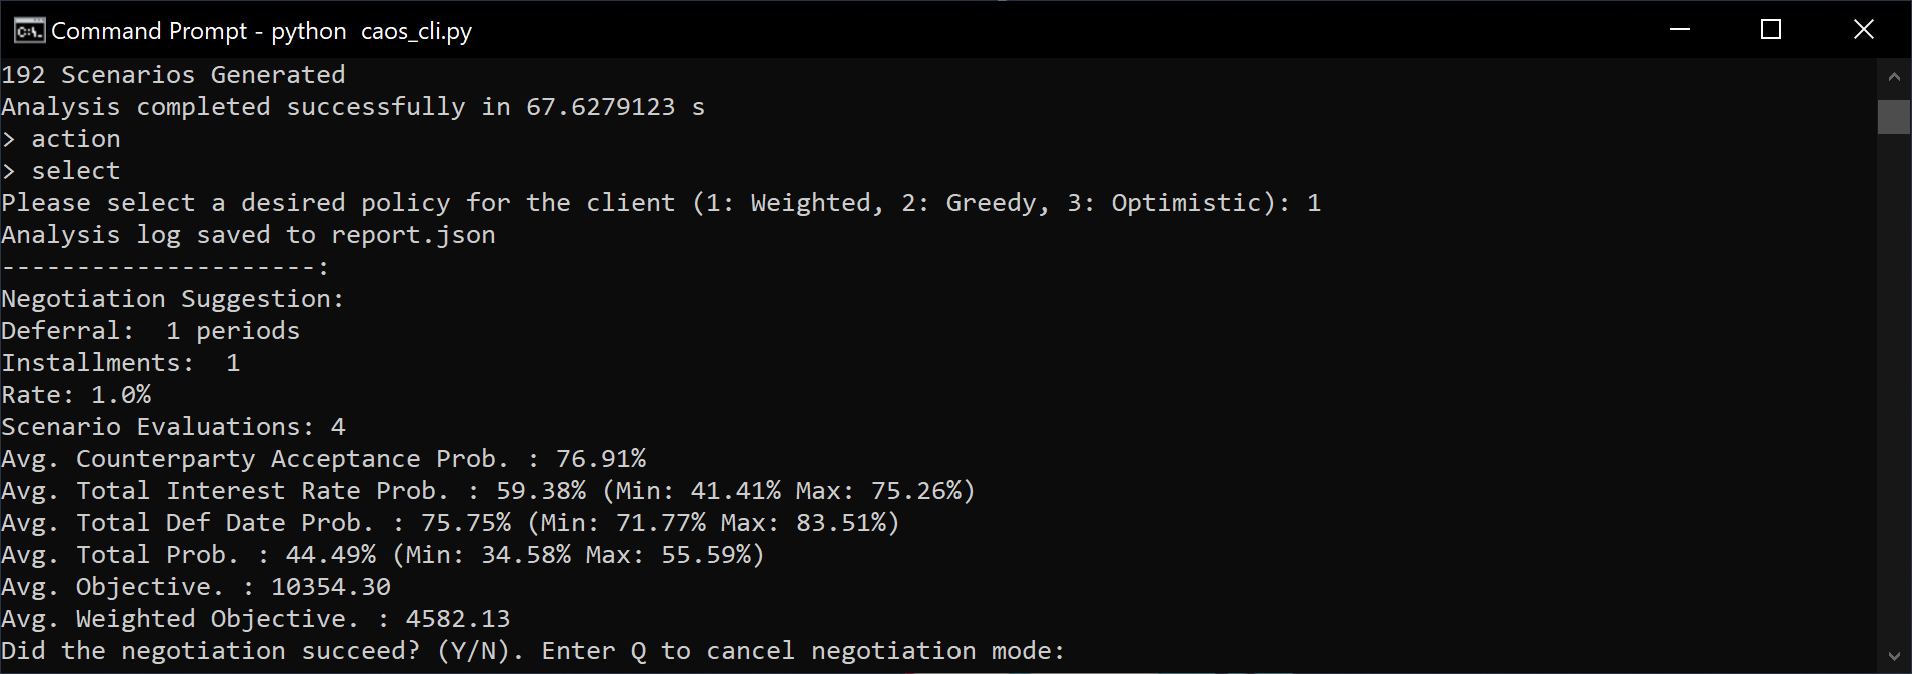 Command Prompt - python  caos_cli.py
192 Scenarios Generated
Analysis completed successfully in 67.6279123 s
> action
> select
Please select a desired policy for the client (1: Weighted, 2: Greedy, 3: Optimistic): 1
Analysis log saved to report.json
---------------------:
Negotiation Suggestion:
Deferral:  1 periods
Installments:  1
Rate: 1.0%
Scenario Evaluations: 4
Avg. Counterparty Acceptance Prob. : 76.91%
Avg. Total Interest Rate Prob. : 59.38% (Min: 41.41% Max: 75.26%)
Avg. Total Def Date Prob. : 75.75% (Min: 71.77% Max: 83.51%)
Avg. Total Prob. : 44.49% (Min: 34.58% Max: 55.59%)
Avg. Objective. : 10354.30
Avg. Weighted Objective. : 4582.13
Did the negotiation succeed? (Y/N). Enter Q to cancel negotiation mode: